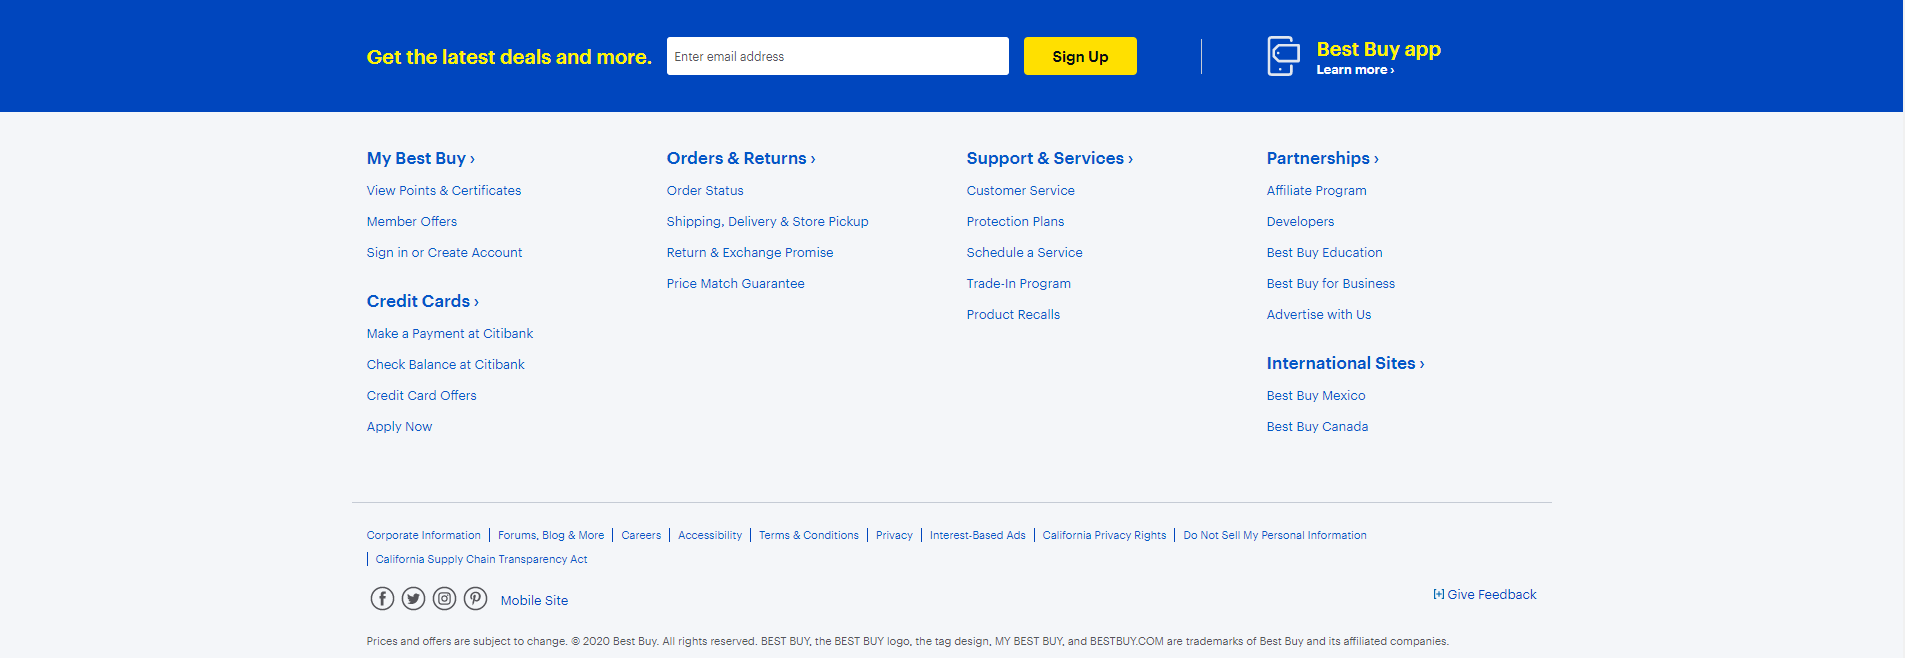 Get the latest deals and more.
Enter email address
Sign Up
Best Buy app
Learn more ›
My Best Buy ›
View Points & Certificates
Member Offers
Sign in or Create Account
Credit Cards ›
Make a Payment at Citibank
Check Balance at Citibank
Credit Card Offers
Apply Now
Orders & Returns ›
Order Status
Shipping, Delivery & Store Pickup
Return & Exchange Promise
Price Match Guarantee
Support & Services ›
Customer Service
Protection Plans
Schedule a Service
Trade-In Program
Product Recalls
Partnerships ›
Affiliate Program
Developers
Best Buy Education
Best Buy for Business
Advertise with Us
International Sites ›
Best Buy Mexico
Best Buy Canada
Corporate Information | Forums, Blog & More | Careers | Accessibility | Terms & Conditions | Privacy | Interest-Based Ads | California Privacy Rights | Do Not Sell My Personal Information
| California Supply Chain Transparency Act
Mobile Site
[+] Give Feedback
Prices and offers are subject to change. © 2020 Best Buy. All rights reserved. BEST BUY, the BEST BUY logo, the tag design, MY BEST BUY, and BESTBUY.COM are trademarks of Best Buy and its affiliated companies.